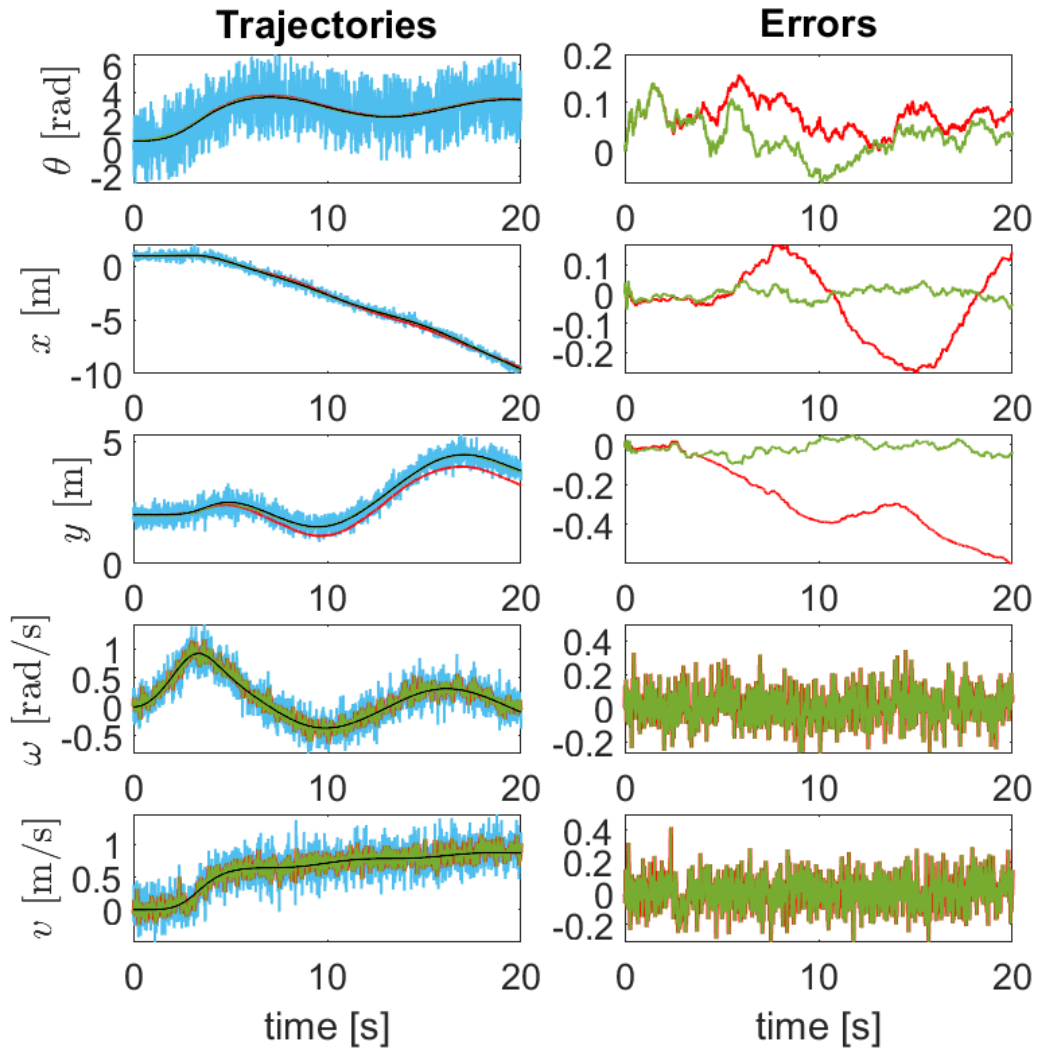 Trajectories Errors
θ [rad] 6 4 2 0 -2 0.2 0.1 0
0 10 20 0 10 20
x [m] 0 -5 -10 0.1 0 -0.1 -0.2
0 10 20 0 10 20
y [m] 5 0 0 -0.2 -0.4
0 10 20 0 10 20
ω [rad/s] 1 0.5 0 -0.5 0.4 0.2 0 -0.2
0 10 20 0 10 20
v [m/s] 1 0.5 0 0.4 0.2 0 -0.2
0 10 20 0 10 20
time [s] time [s]